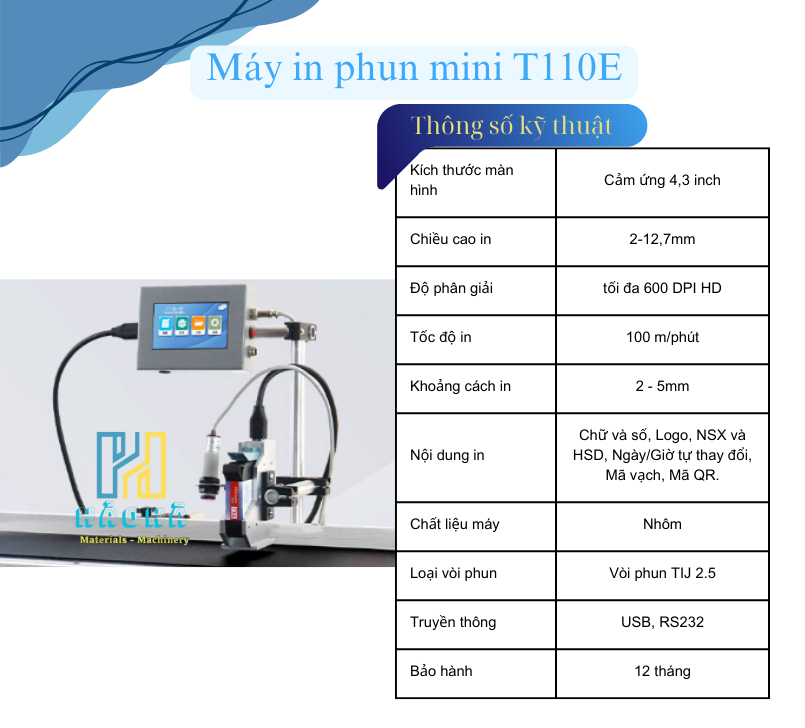 Máy in phun mini T110E
Thông số kỹ thuật
Kích thước màn
hình
Cảm ứng 4,3 inch
Chiều cao in
2-12,7mm
Độ phân giải
tối đa 600 DPI HD
Tốc độ in
100 m/phút
Khoảng cách in
2 - 5mm
Nội dung in
Chữ và số, Logo, NSX và
HSD, Ngày/Giờ tự thay đổi,
Mã vạch, Mã QR.
Chất liệu máy
Nhôm
Loại vòi phun
Vòi phun TIJ 2.5
Truyền thông
USB, RS232
Bảo hành
12 tháng
Materials - Machinery